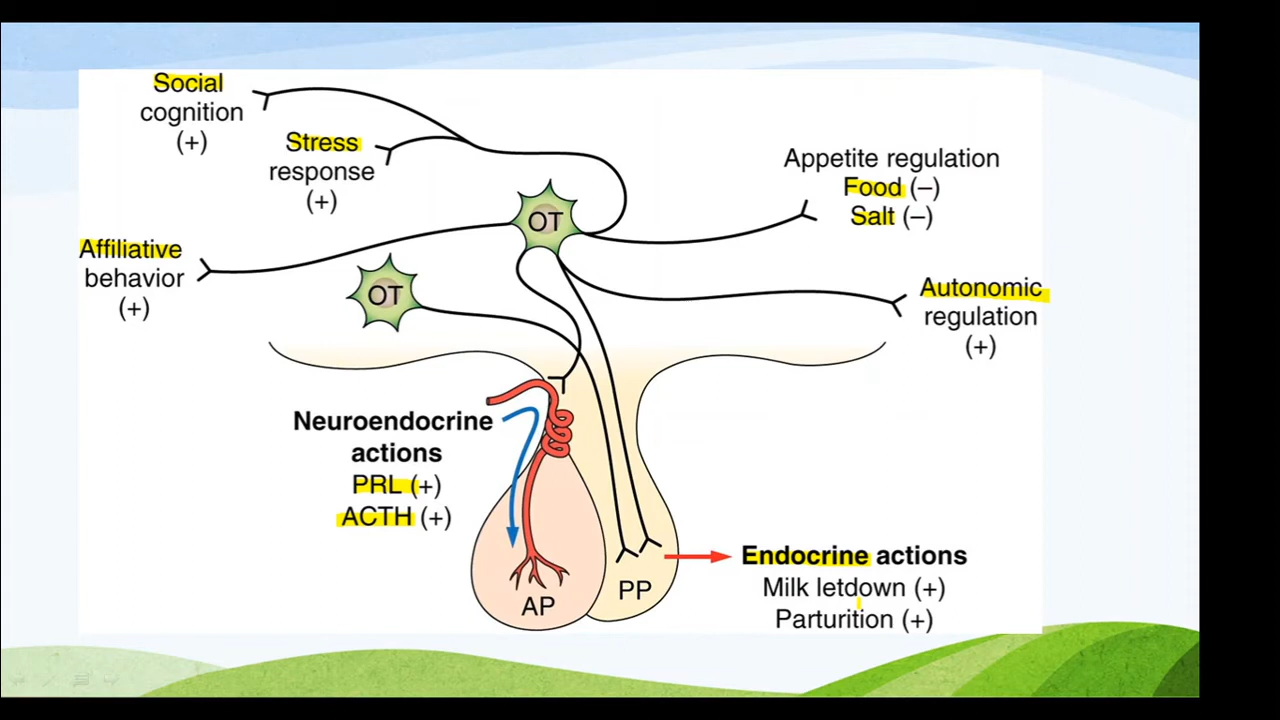 Social
cognition
(+)
Stress
response
(+)
Affiliative
behavior
(+)
OT
OT
Appetite regulation
Food (–)
Salt (–)
Autonomic
regulation
(+)
Neuroendocrine
actions
PRL (+)
ACTH (+)
AP
PP
Endocrine actions
Milk letdown (+)
Parturition (+)